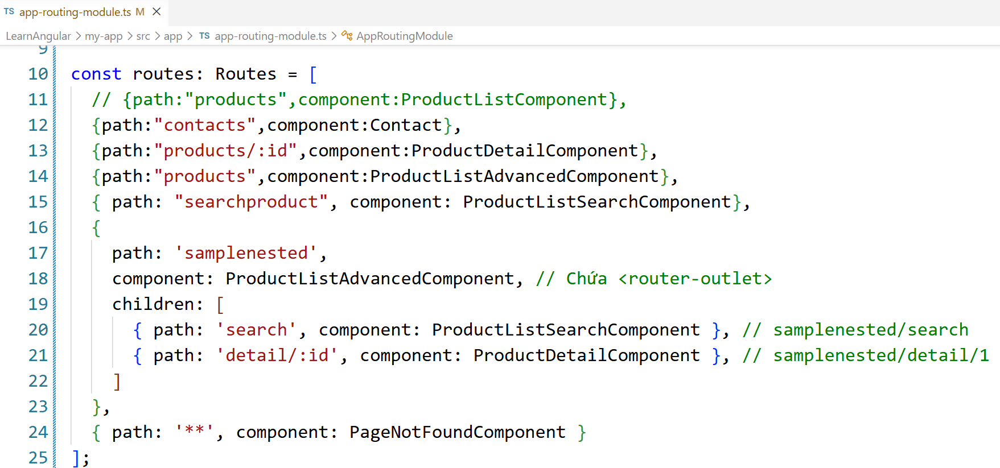 TS app-routing-module.ts M ×
LearnAngular > my-app > src > app > TS app-routing-module.ts > AppRoutingModule
9
10 const routes: Routes = [
11 // {path:"products",component:ProductListComponent},
12 {path:"contacts",component:Contact},
13 {path:"products/:id",component:ProductDetailComponent},
14 {path:"products",component:ProductListAdvancedComponent},
15 { path: "searchproduct", component: ProductListSearchComponent},
16 {
17 path: 'samplenested',
18 component: ProductListAdvancedComponent, // Chứa <router-outlet>
19 children: [
20 { path: 'search', component: ProductListSearchComponent }, // samplenested/search
21 { path: 'detail/:id', component: ProductDetailComponent }, // samplenested/detail/1
22 ]
23 },
24 { path: '**', component: PageNotFoundComponent }
25 ];